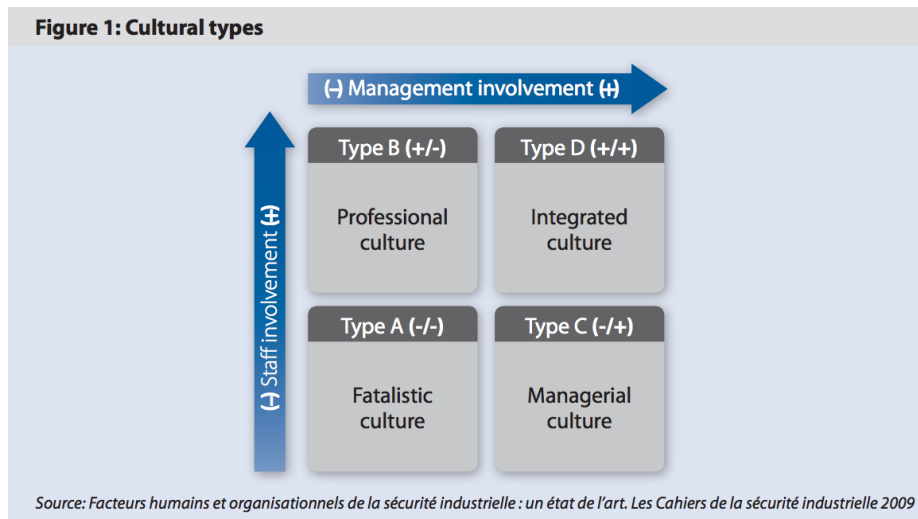 Figure 1: Cultural types
(-) Management involvement (+)
(-) Staff involvement (+)
Type B (+/-)
Professional
culture
Type D (+/+)
Integrated
culture
Type A (-/-)
Fatalistic
culture
Type C (-/+)
Managerial
culture
Source: Facteurs humains et organisationnels de la sécurité industrielle : un état de l'art. Les Cahiers de la sécurité industrielle 2009